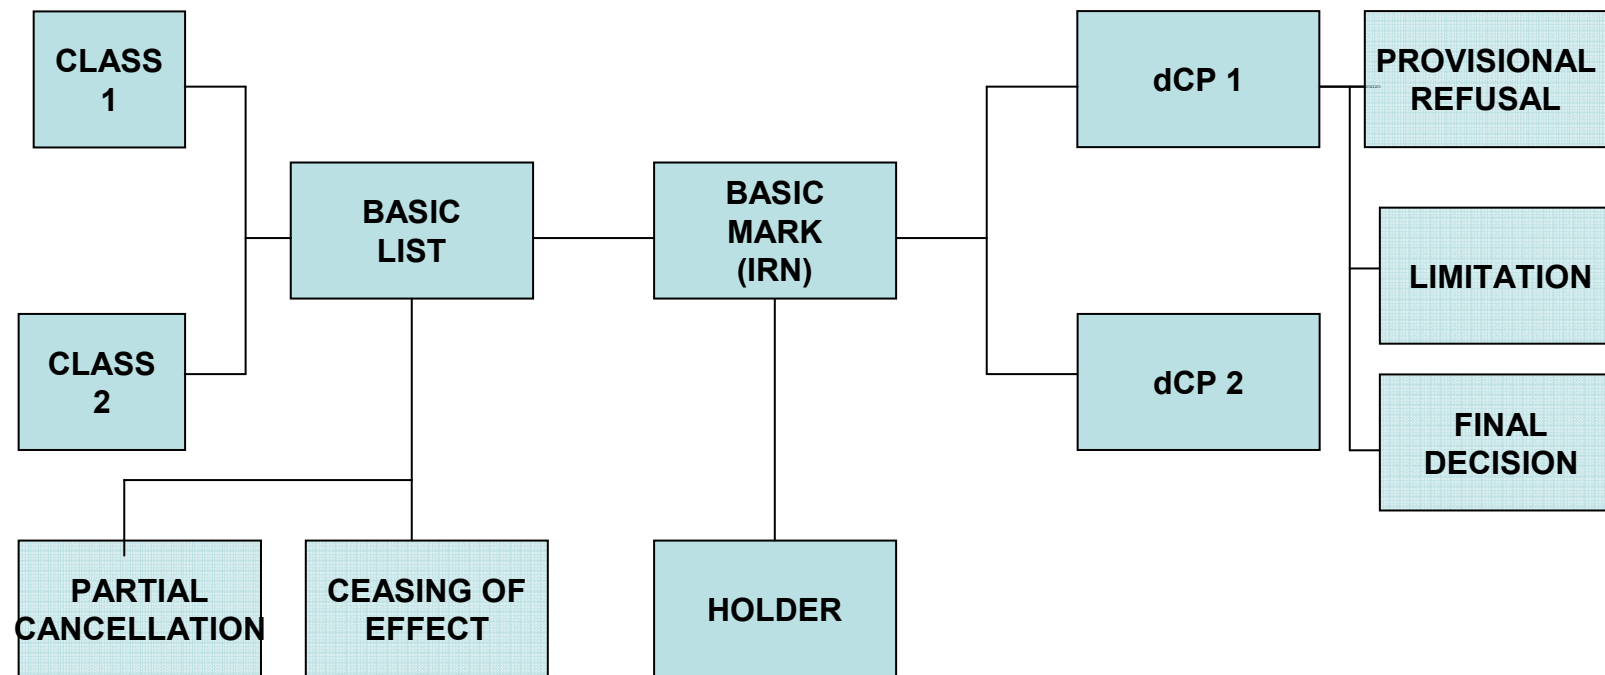 CLASS
1
dCP 1
PROVISIONAL
REFUSAL
BASIC
LIST
BASIC
MARK
(IRN)
LIMITATION
CLASS
2
dCP 2
FINAL
DECISION
PARTIAL
CANCELLATION
CEASING OF
EFFECT
HOLDER